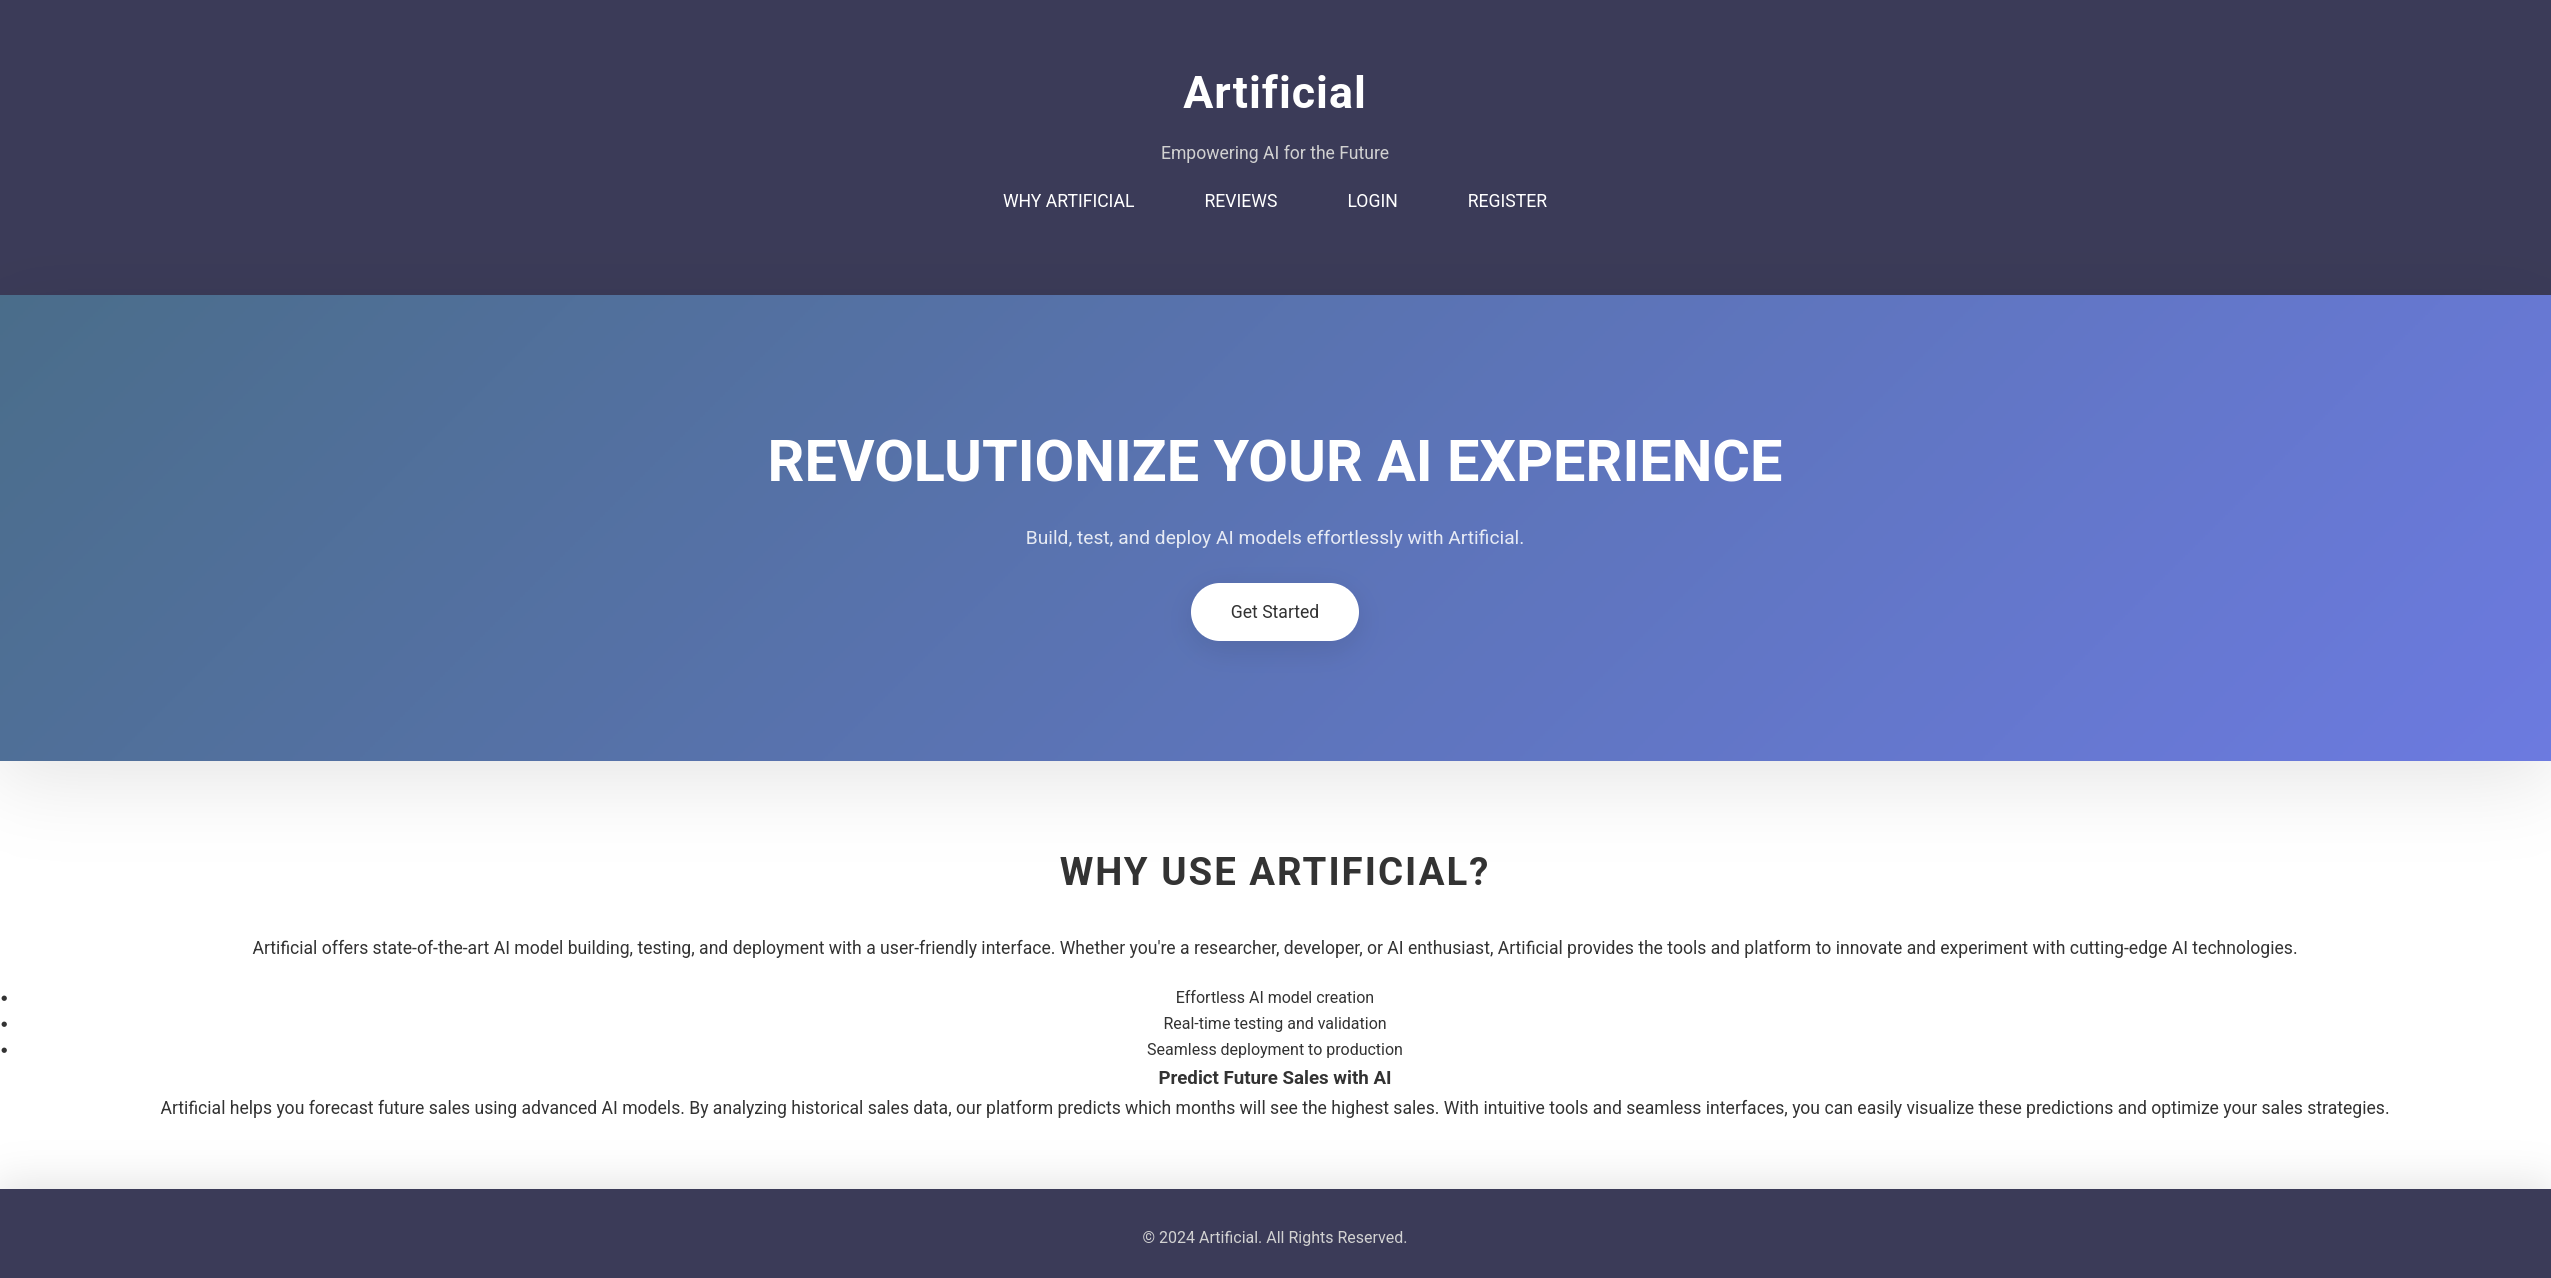 Artificial
Empowering AI for the Future
WHY ARTIFICIAL REVIEWS LOGIN REGISTER
REVOLUTIONIZE YOUR AI EXPERIENCE
Build, test, and deploy AI models effortlessly with Artificial.
Get Started
WHY USE ARTIFICIAL?
Artificial offers state-of-the-art AI model building, testing, and deployment with a user-friendly interface. Whether you're a researcher, developer, or AI enthusiast, Artificial provides the tools and platform to innovate and experiment with cutting-edge AI technologies.
• Effortless AI model creation
• Real-time testing and validation
• Seamless deployment to production
Predict Future Sales with AI
Artificial helps you forecast future sales using advanced AI models. By analyzing historical sales data, our platform predicts which months will see the highest sales. With intuitive tools and seamless interfaces, you can easily visualize these predictions and optimize your sales strategies.
© 2024 Artificial. All Rights Reserved.